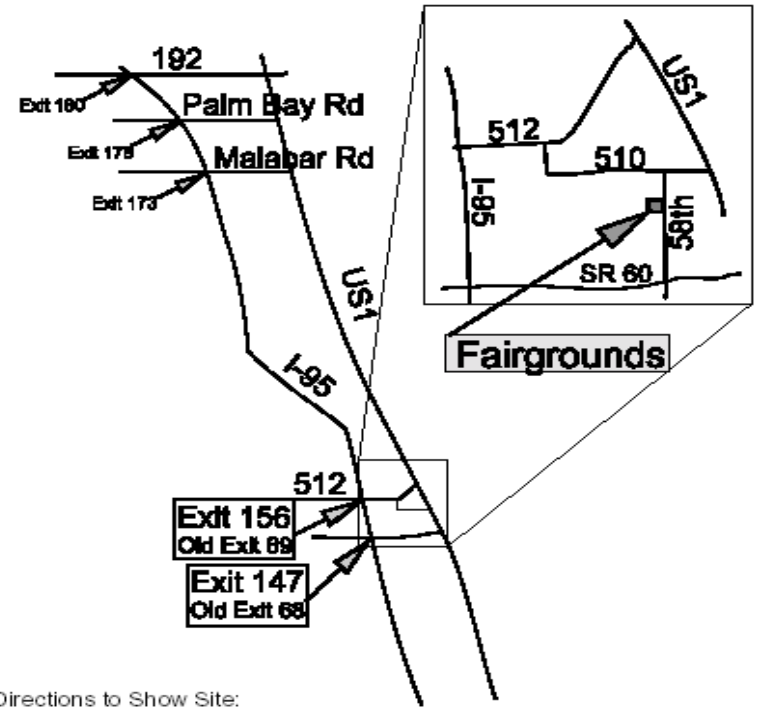 192
US1
Exit 180
Palm Bay Rd
512
510
Exit 179
Malabar Rd
Exit 173
I-95
58th
US1
SR 60
Fairgrounds
I-95
512
Exit 156
Old Exit 69
Exit 147
Old Exit 68
Directions to Show Site: